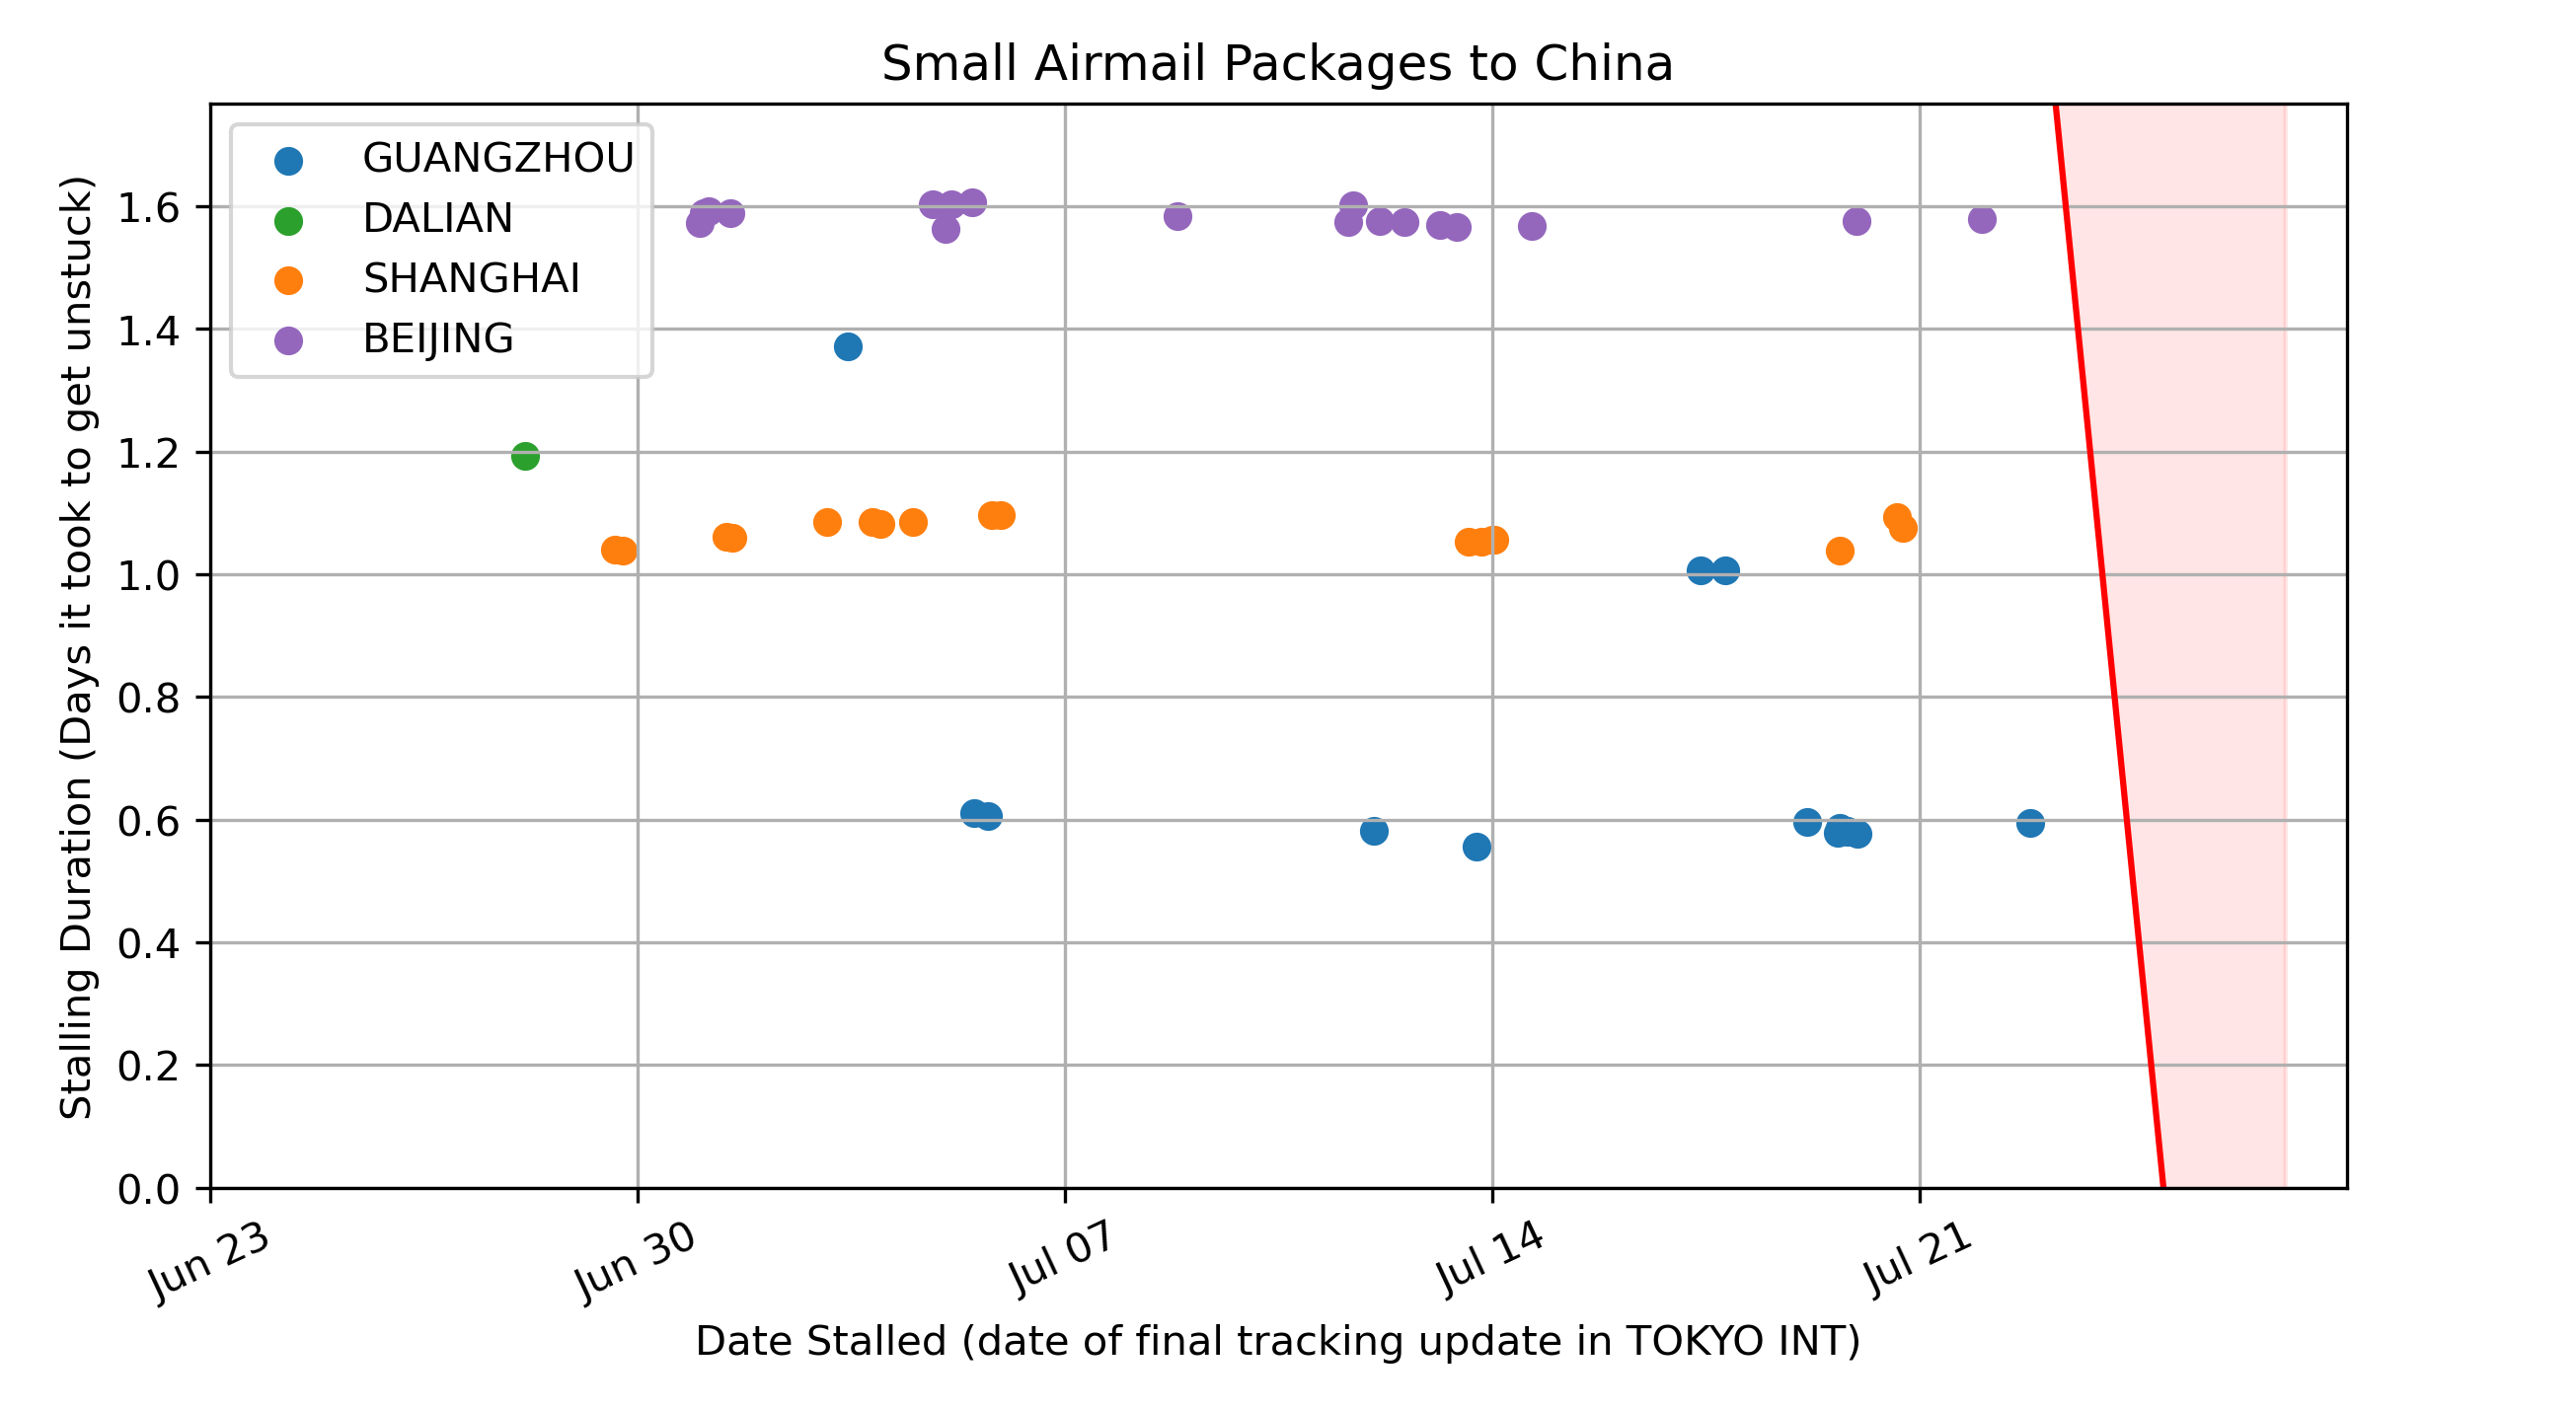 Small Airmail Packages to China
GUANGZHOU
DALIAN
SHANGHAI
BEIJING
Stalling Duration (Days it took to get unstuck)
1.6
1.4
1.2
1.0
0.8
0.6
0.4
0.2
0.0
Jun 23
Jun 30
Jul 07
Jul 14
Jul 21
Date Stalled (date of final tracking update in TOKYO INT)